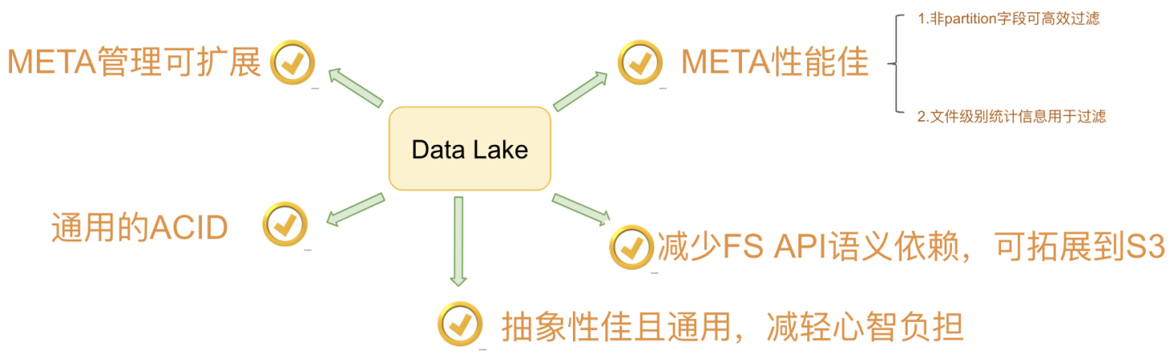 META管理可扩展
META性能佳
1.非partition字段可高效过滤
2.文件级别统计信息用于过滤
Data Lake
通用的ACID
减少FS API语义依赖，可拓展到S3
抽象性佳且通用，减轻心智负担